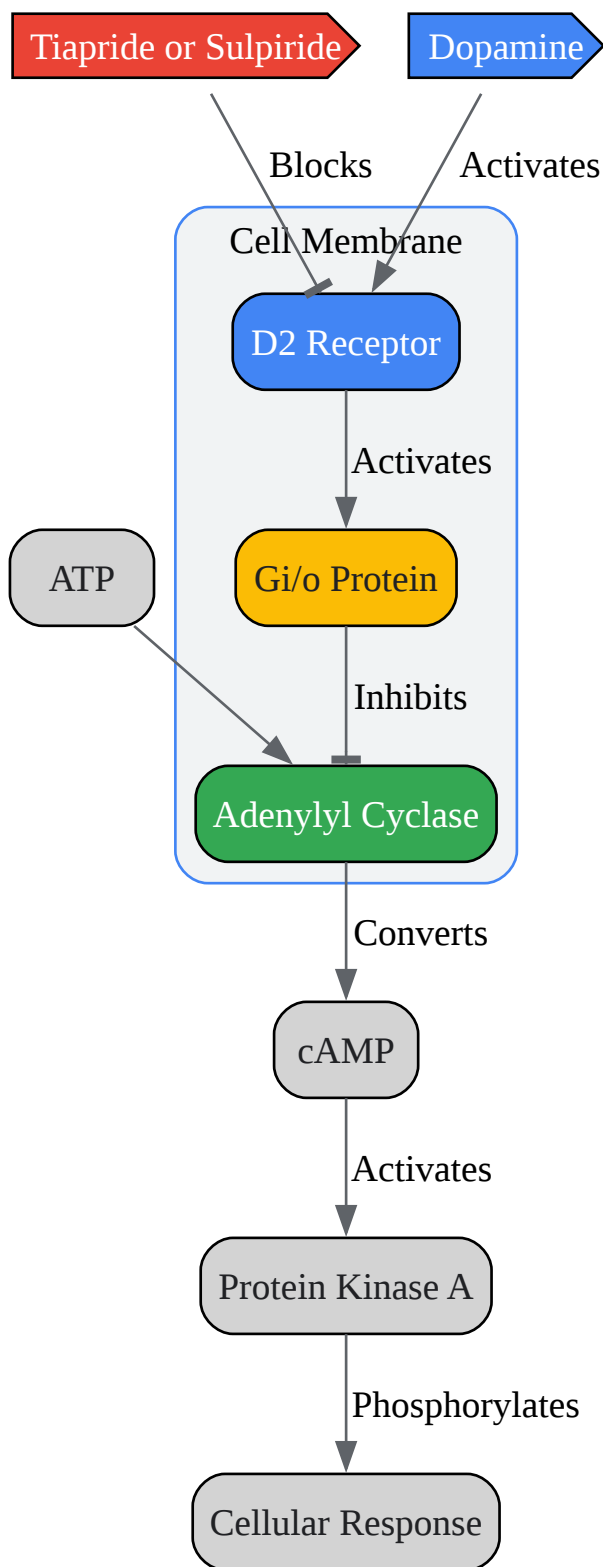 Tiapride or Sulpiride
Dopamine
Blocks
Activates
Cell Membrane
D2 Receptor
Activates
ATP
Gi/o Protein
Inhibits
Adenylyl Cyclase
Converts
cAMP
Activates
Protein Kinase A
Phosphorylates
Cellular Response